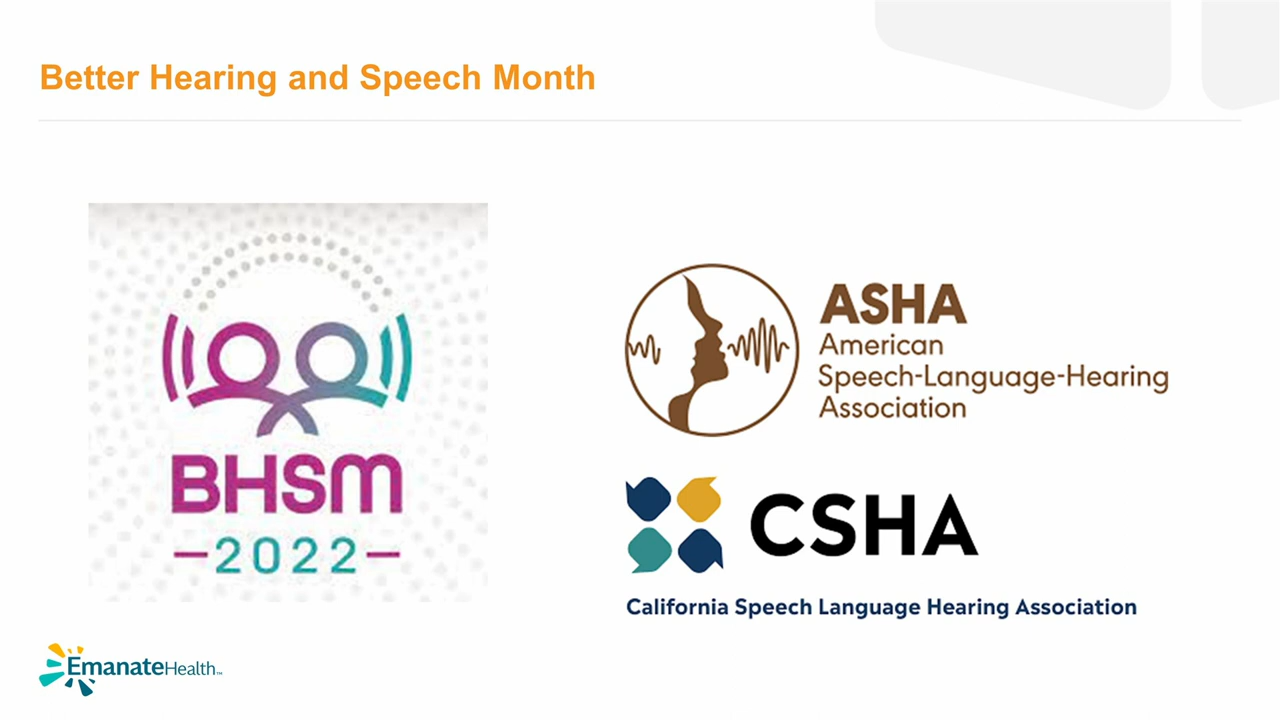 Better Hearing and Speech Month
BHSM
2022
ASHA
American
Speech-Language-Hearing
Association
CSHA
California Speech Language Hearing Association
EmanateHealth™